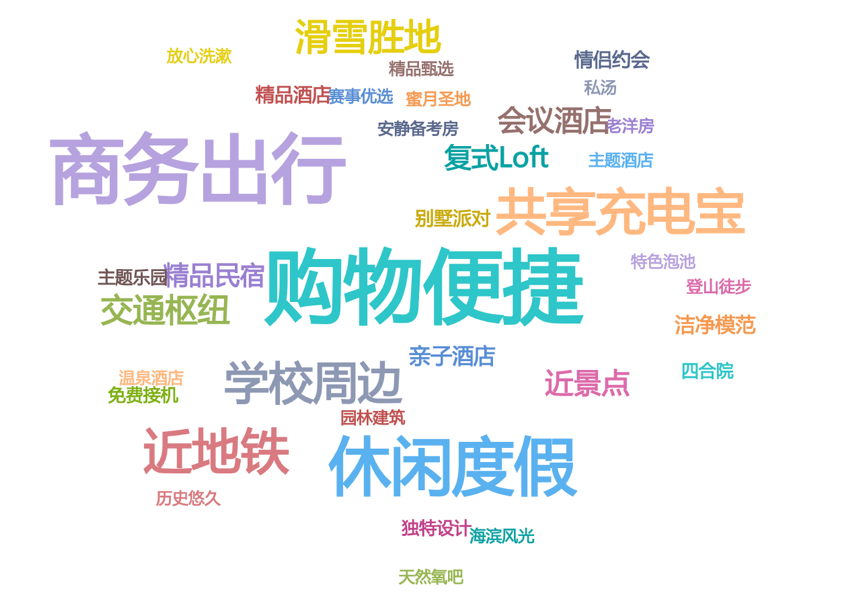 滑雪胜地
放心洗漱
情侣约会
精品甄选
私汤
精品酒店
赛事优选
蜜月圣地
会议酒店
老洋房
安静备考房
商务出行
复式Loft
主题酒店
共享充电宝
别墅派对
购物便捷
特色泡池
主题乐园
精品民宿
登山徒步
交通枢纽
洁净模范
亲子酒店
四合院
温泉酒店
学校周边
近景点
免费接机
园林建筑
近地铁
休闲度假
历史悠久
独特设计
海滨风光
天然氧吧